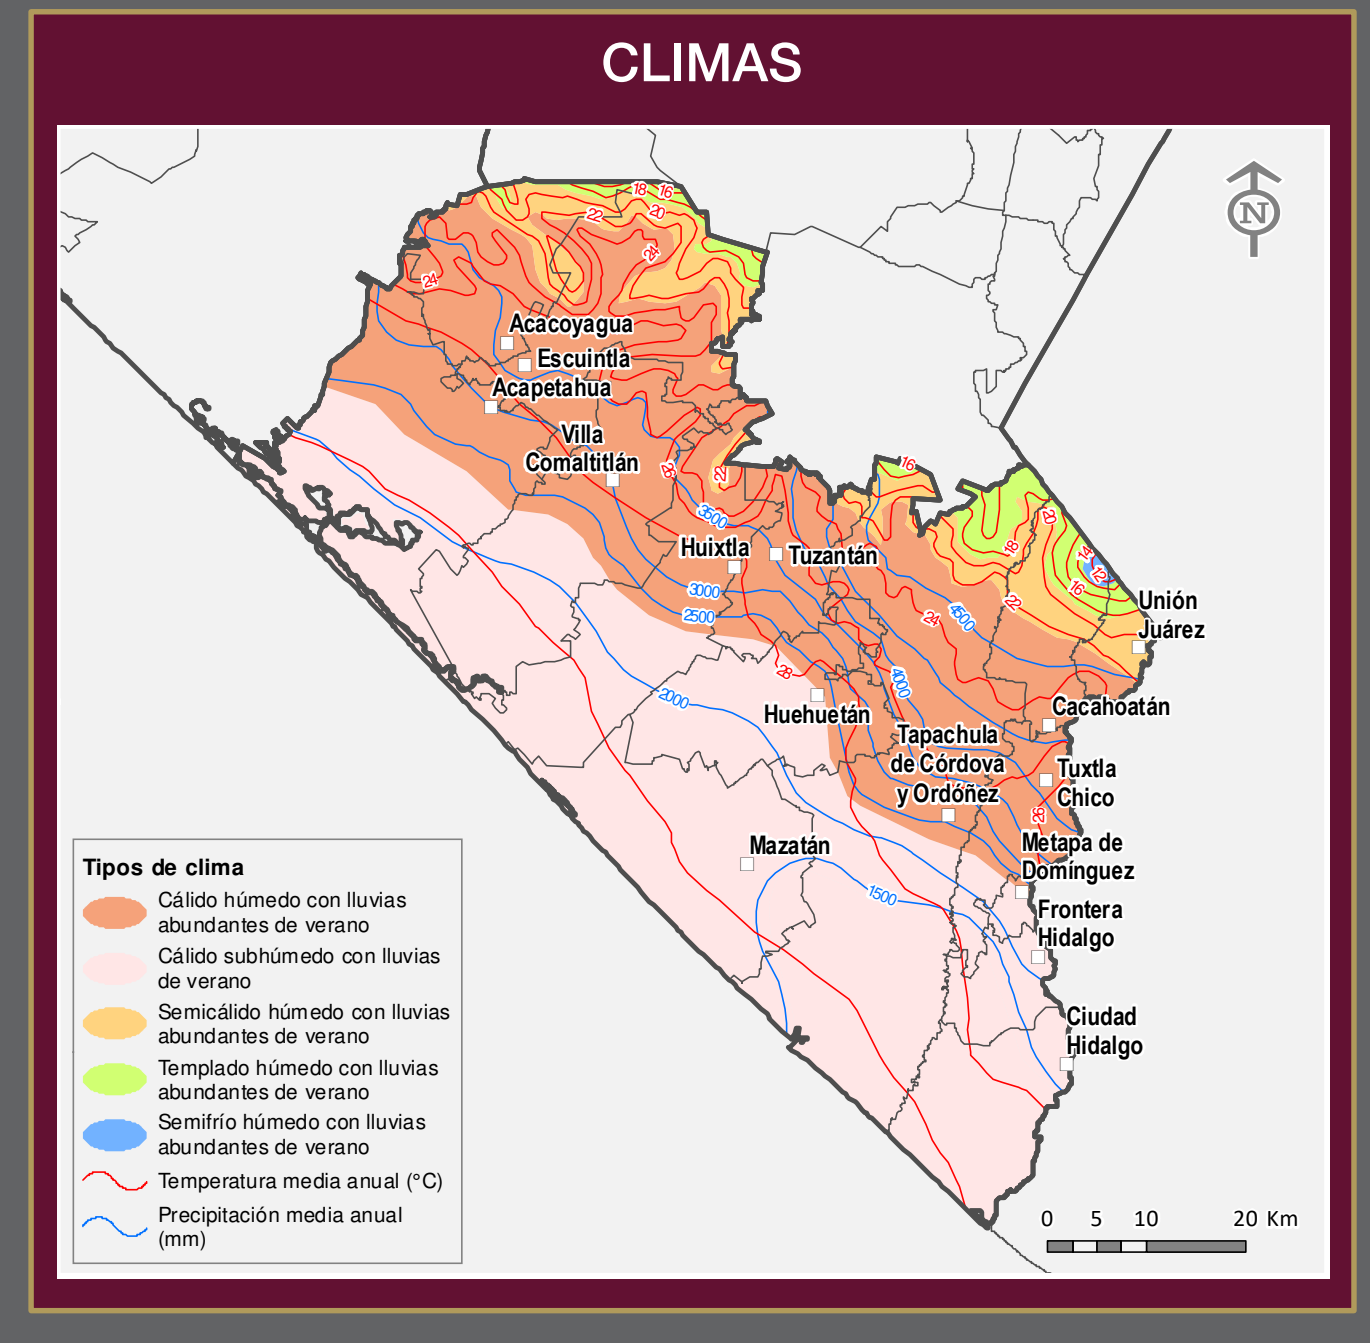 CLIMAS
N
18
16
22
20
24
24
Acacoyagua
Escuintla
Acapetahua
Villa
Comaltitlán
26
22
16
3500
20
18
14
12
16
Huixtla
Tuzantán
3000
2500
24
4500
22
Unión
Juárez
28
2000
4000
Huehuetán
Cacahoatán
Tapachula
de Córdova
y Ordóñez
Tuxtla
Chico
26
Mazatán
Metapa de
Domínguez
1500
Frontera
Hidalgo
Ciudad
Hidalgo
Tipos de clima
Cálido húmedo con lluvias
abundantes de verano
Cálido subhúmedo con lluvias
de verano
Semicálido húmedo con lluvias
abundantes de verano
Templado húmedo con lluvias
abundantes de verano
Semifrío húmedo con lluvias
abundantes de verano
Temperatura media anual (°C)
Precipitación media anual
(mm)
0 5 10 20 Km